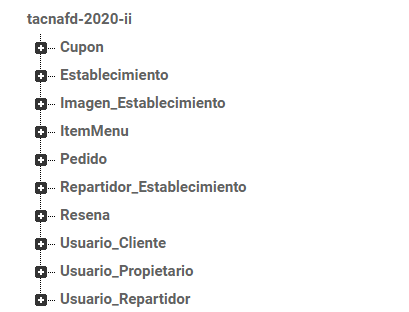 tacnafd-2020-ii
Cupon
Establecimiento
Imagen_Establecimiento
ItemMenu
Pedido
Repartidor_Establecimiento
Resena
Usuario_Cliente
Usuario_Propietario
Usuario_Repartidor